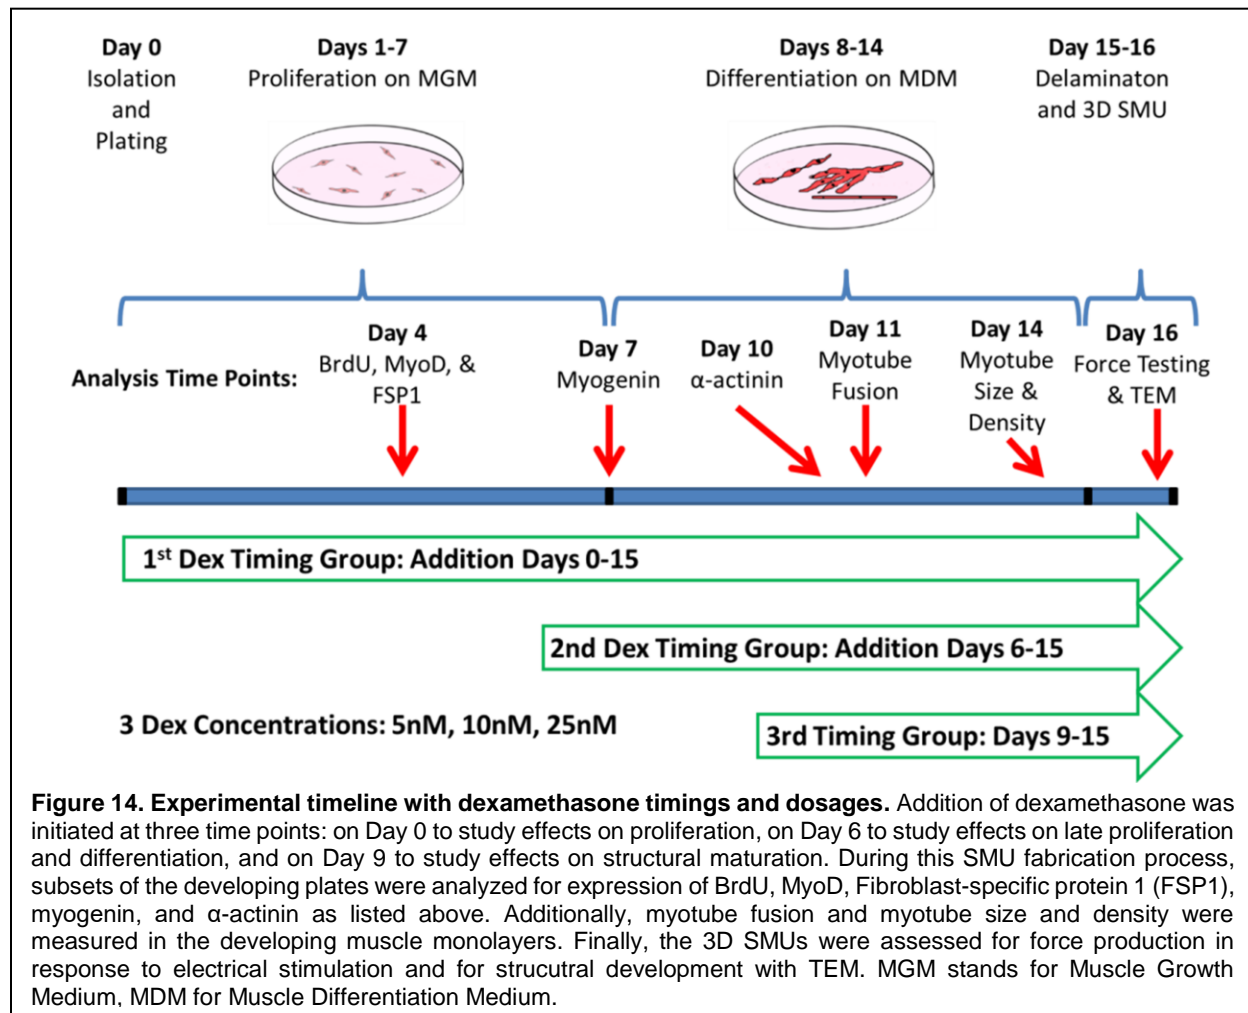 Day 0
Isolation
and
Plating
Days 1-7
Proliferation on MGM
Days 8-14
Differentiation on MDM
Day 15-16
Delaminaton
and 3D SMU
Analysis Time Points:
Day 4
BrdU, MyoD, &
FSP1
Day 7
Myogenin
Day 10
α-actinin
Day 11
Myotube
Fusion
Day 14
Myotube
Size &
Density
Day 16
Force Testing
& TEM
1st Dex Timing Group: Addition Days 0-15
2nd Dex Timing Group: Addition Days 6-15
3 Dex Concentrations: 5nM, 10nM, 25nM
3rd Timing Group: Days 9-15
Figure 14. Experimental timeline with dexamethasone timings and dosages. Addition of dexamethasone was
initiated at three time points: on Day 0 to study effects on proliferation, on Day 6 to study effects on late proliferation
and differentiation, and on Day 9 to study effects on structural maturation. During this SMU fabrication process,
subsets of the developing plates were analyzed for expression of BrdU, MyoD, Fibroblast-specific protein 1 (FSP1),
myogenin, and α-actinin as listed above. Additionally, myotube fusion and myotube size and density were
measured in the developing muscle monolayers. Finally, the 3D SMUs were assessed for force production in
response to electrical stimulation and for strucutral development with TEM. MGM stands for Muscle Growth
Medium, MDM for Muscle Differentiation Medium.